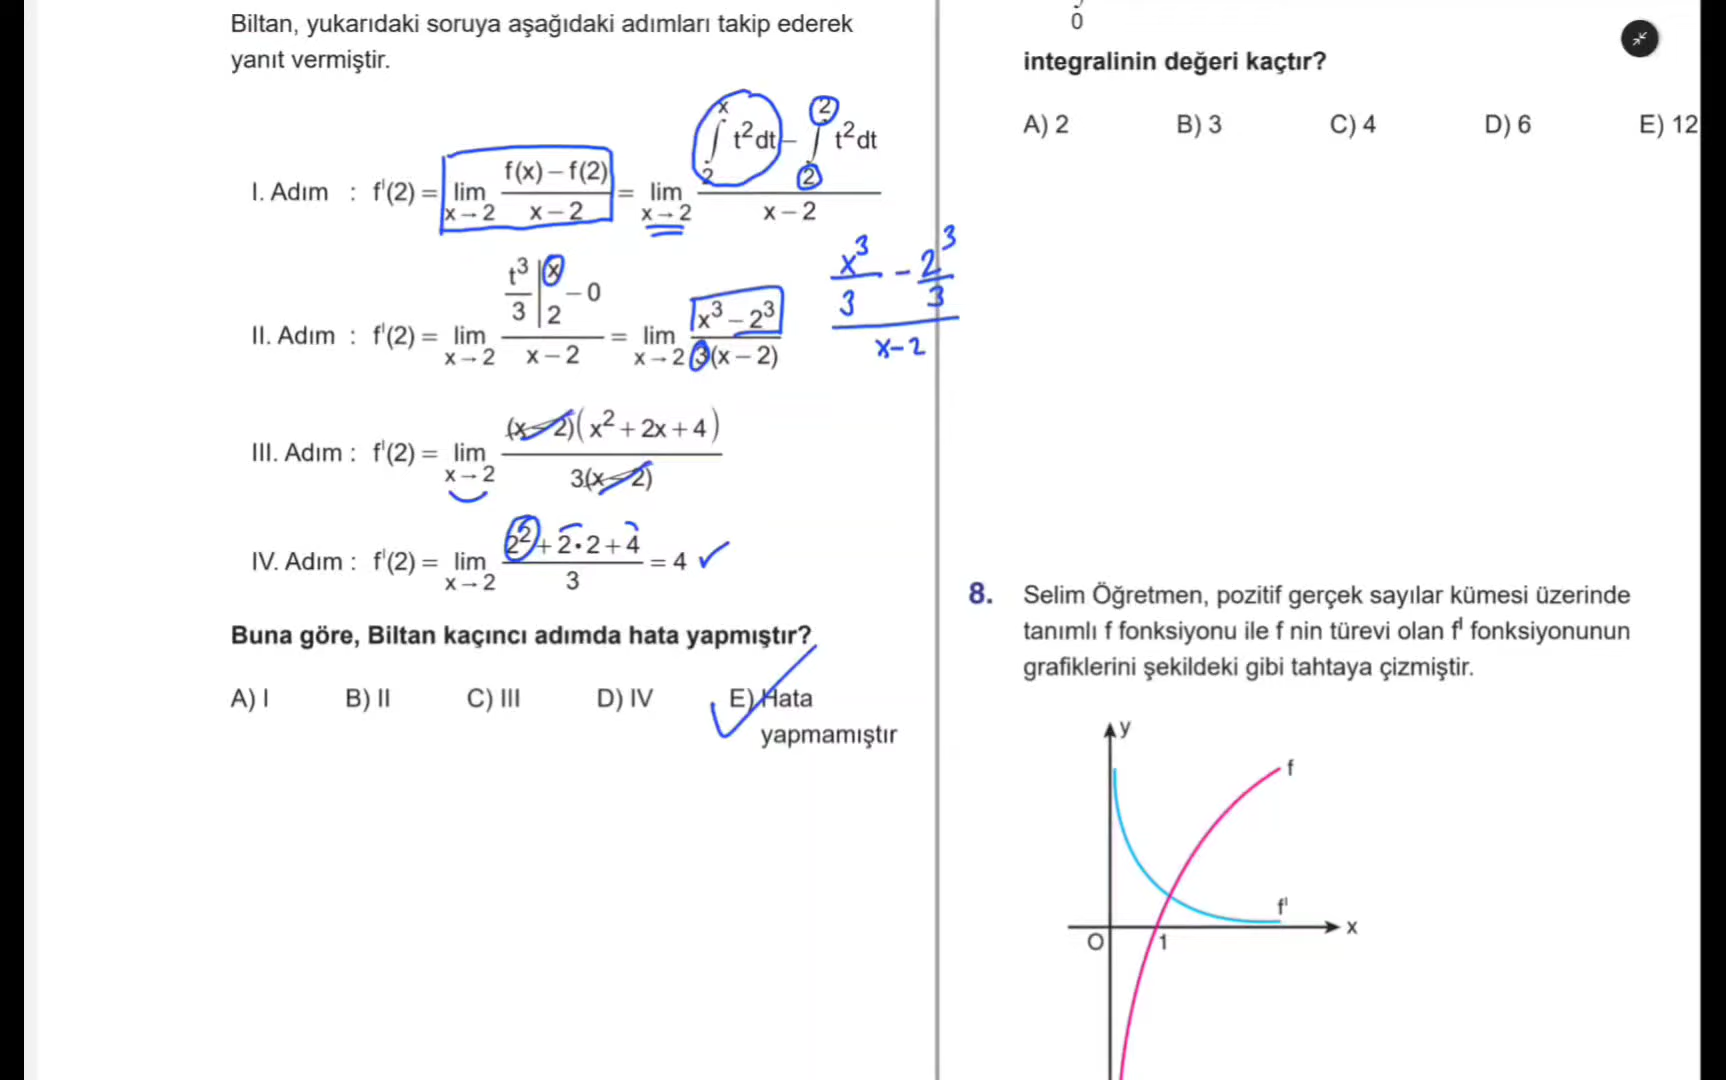 Biltan, yukarıdaki soruya aşağıdaki adımları takip ederek
yanıt vermiştir.
I. Adım : f'(2) = lim x→2 (f(x) – f(2))/(x – 2) = lim x→2 (∫₂ˣ t²dt – ∫₂² t²dt)/(x – 2)
II. Adım : f'(2) = lim x→2 (t³/3 |₂ˣ – 0)/(x – 2) = lim x→2 (x³ – 2³)/(3(x – 2))
(x³/3 – 2³/3)/(x – 2)
III. Adım : f'(2) = lim x→2 ((x – 2)(x² + 2x + 4))/(3(x – 2))
IV. Adım : f'(2) = lim x→2 (2² + 2•2 + 4)/3 = 4 ✓
Buna göre, Biltan kaçıncı adımda hata yapmıştır?
A) I B) II C) III D) IV E) Hata
yapmamıştır
0
integralinin değeri kaçtır?
A) 2 B) 3 C) 4 D) 6 E) 12
8. Selim Öğretmen, pozitif gerçek sayılar kümesi üzerinde
tanımlı f fonksiyonu ile f nin türevi olan f' fonksiyonunun
grafiklerini şekildeki gibi tahtaya çizmiştir.
y
f
f'
x
O 1